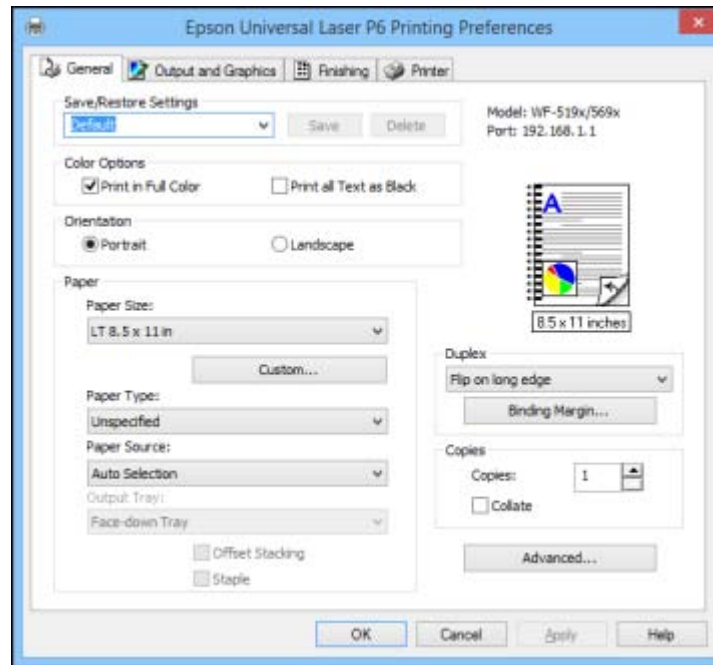 Epson Universal Laser P6 Printing Preferences
General
Output and Graphics
Finishing
Printer
Save/Restore Settings
Default
Save
Delete
Model: WF-519x/569x
Port: 192.168.1.1
Color Options
Print in Full Color
Print all Text as Black
Orientation
Portrait
Landscape
A
8.5 x 11 inches
Paper
Paper Size:
LT 8.5 x 11 in
Custom...
Paper Type:
Unspecified
Paper Source:
Auto Selection
Output Tray:
Face-down Tray
Offset Stacking
Staple
Duplex
Flip on long edge
Binding Margin...
Copies
Copies:
1
Collate
Advanced...
OK
Cancel
Apply
Help